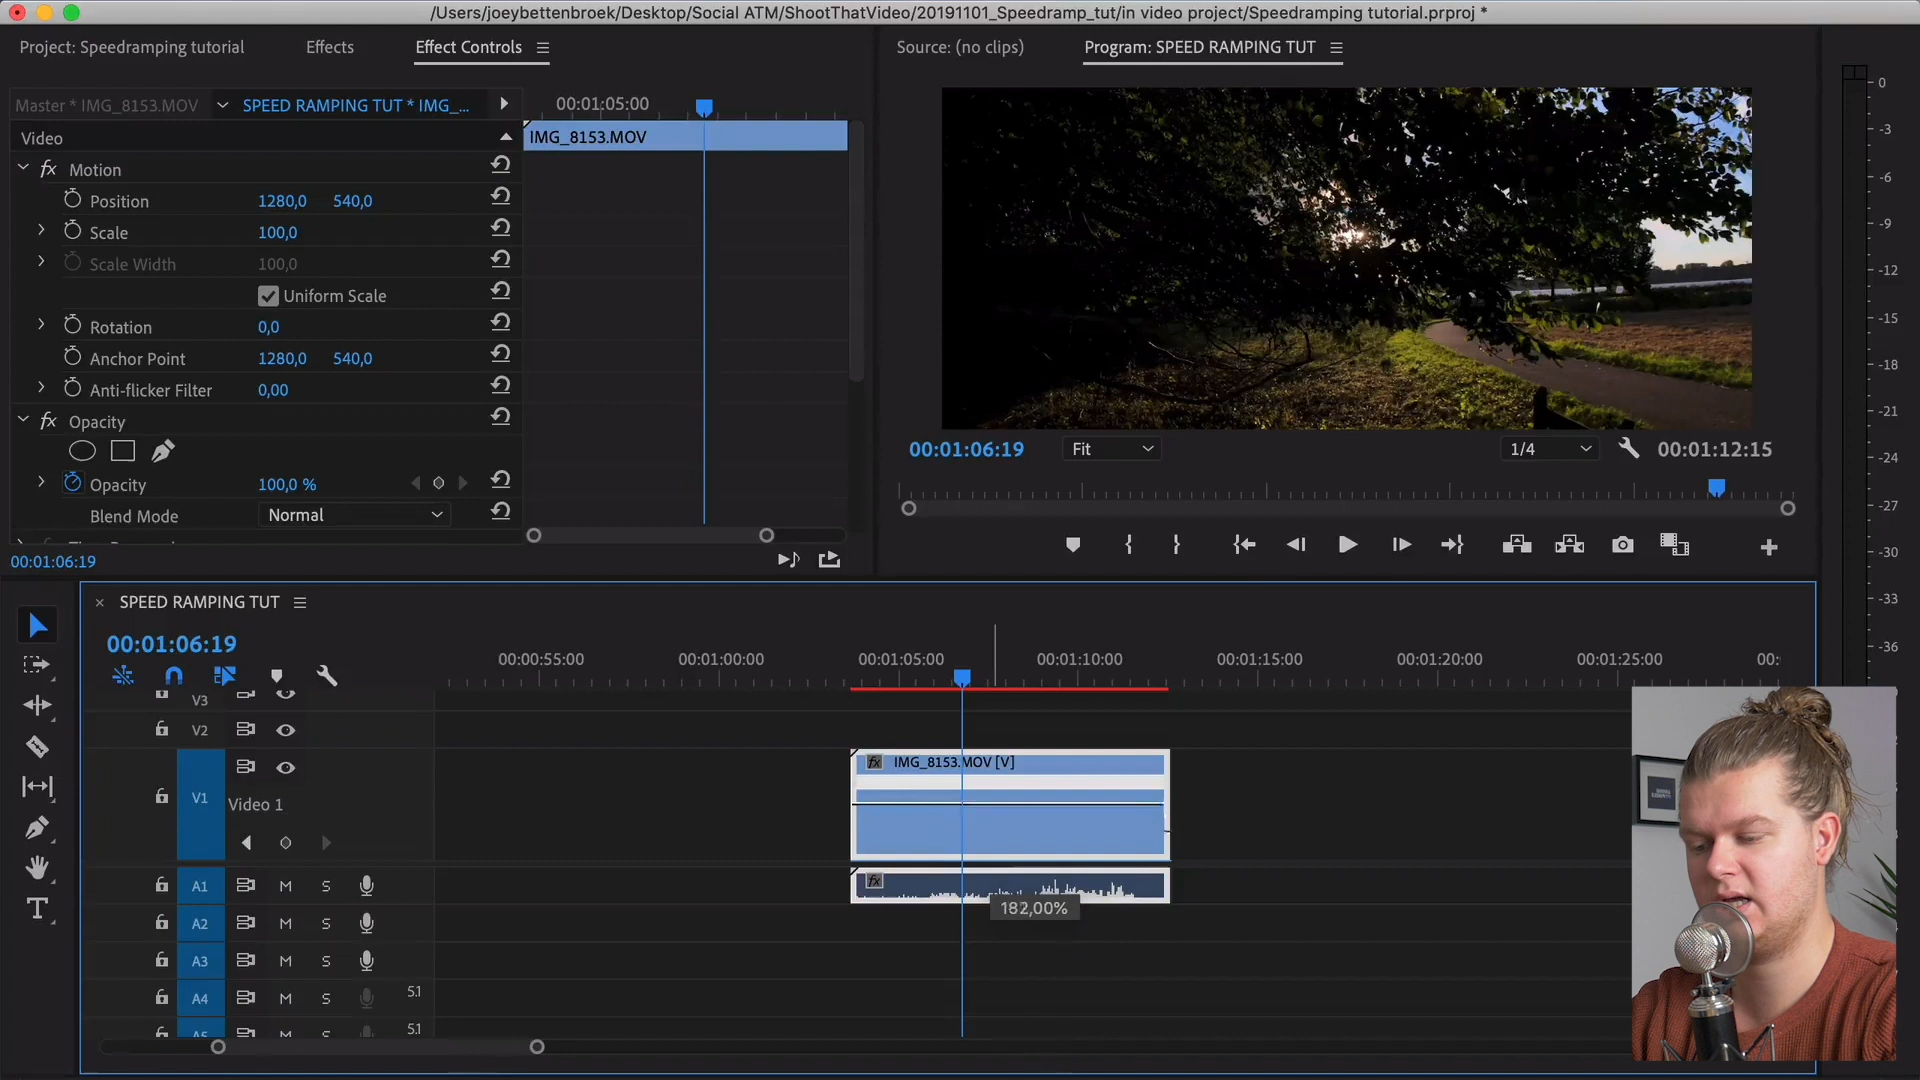 /Users/joeybettenbroek/Desktop/Social ATM/ShootThatVideo/20191101_Speedramp_tut/in video project/Speedramping tutorial.prproj *
Project: Speedramping tutorial
Effects
Effect Controls
Source: (no clips)
Program: SPEED RAMPING TUT
Master * IMG_8153.MOV
SPEED RAMPING TUT * IMG_...
00:01:05:00
Video
IMG_8153.MOV
fx Motion
Position 1280,0 540,0
Scale 100,0
Scale Width 100,0
Uniform Scale
Rotation 0,0
Anchor Point 1280,0 540,0
Anti-flicker Filter 0,00
fx Opacity
Opacity 100,0 %
Blend Mode Normal
00:01:06:19
00:01:06:19
Fit
1/4
00:01:12:15
0
-3
-6
-9
-12
-15
-18
-21
-24
-27
-30
-33
-36
SPEED RAMPING TUT
00:01:06:19
00:00:55:00
00:01:00:00
00:01:05:00
00:01:10:00
00:01:15:00
00:01:20:00
00:01:25:00
00:
V3
V2
V1
Video 1
fx IMG_8153.MOV [V]
A1 M S
fx
182,00%
A2 M S
A3 M S
A4 M S 5.1
A5 M S 5.1